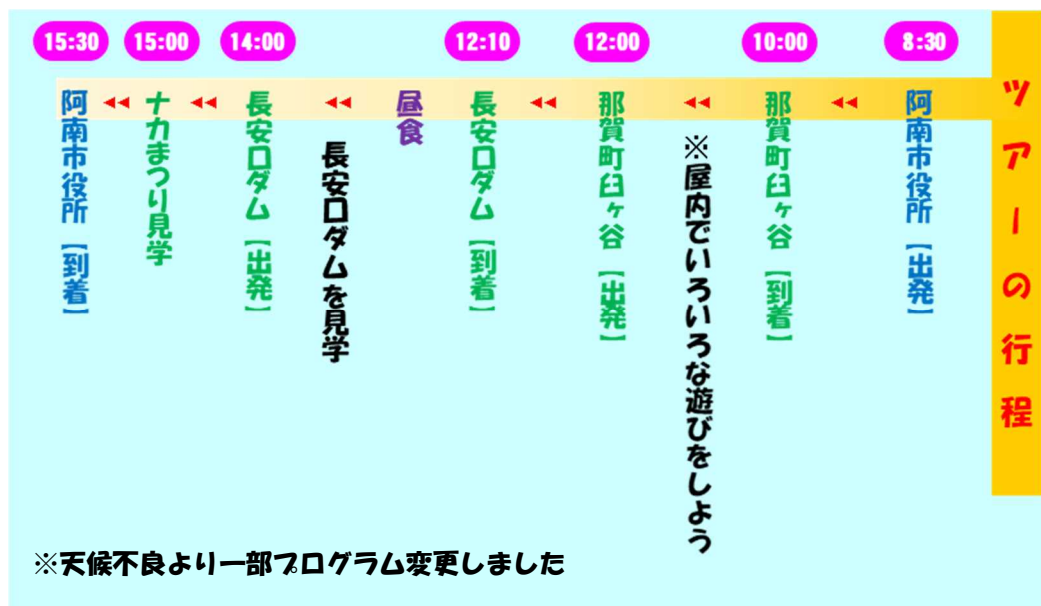 ツアーの行程
8:30
阿南市役所【出発】
10:00
那賀町臼ヶ谷【到着】
※屋内でいろいろな遊びをしよう
12:00
那賀町臼ヶ谷【出発】
12:10
長安口ダム【到着】
昼食
長安口ダムを見学
14:00
長安口ダム【出発】
15:00
ナカまつり見学
15:30
阿南市役所【到着】
※天候不良より一部プログラム変更しました